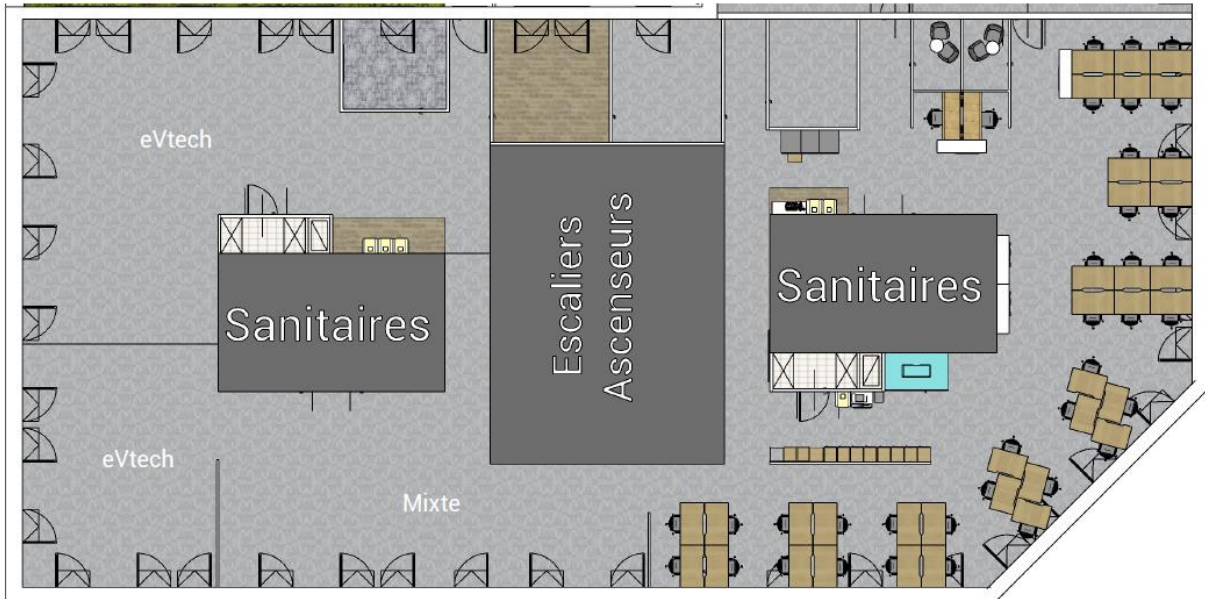 eVtech
Escaliers
Ascenseurs
Sanitaires
Sanitaires
eVtech
Mixte